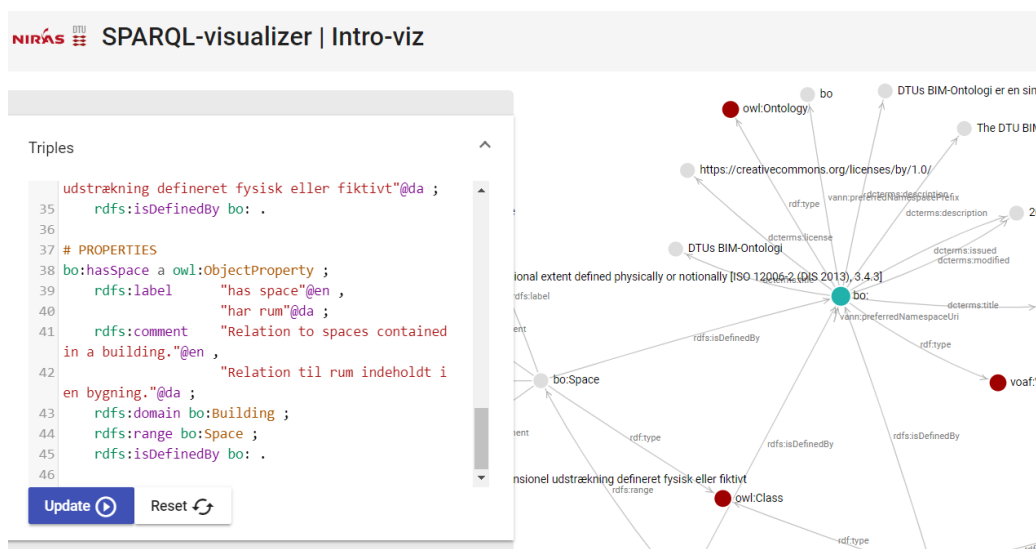 NIRAS DTU SPARQL-visualizer | Intro-viz
Triples
udstrækning defineret fysisk eller fiktivt"@da ;
35 rdfs:isDefinedBy bo: .
36
37 # PROPERTIES
38 bo:hasSpace a owl:ObjectProperty ;
39 rdfs:label "has space"@en ,
40 "har rum"@da ;
41 rdfs:comment "Relation to spaces contained
in a building."@en ,
42 "Relation til rum indeholdt i
en bygning."@da ;
43 rdfs:domain bo:Building ;
44 rdfs:range bo:Space ;
45 rdfs:isDefinedBy bo: .
46
Update
Reset
bo
DTUs BIM-Ontologi er en sin
owl:Ontology
The DTU BIM
https://creativecommons.org/licenses/by/1.0/
rdf:type
vann:preferredNamespacePrefix
dcterms:description
dcterms:description
dcterms:license
dcterms:issued
dcterms:modified
DTUs BIM-Ontologi
dcterms:title
ional extent defined physically or notionally [ISO 12006-2 (DIS 2013), 3.4.3]
rdfs:label
bo:
dcterms:title
vann:preferredNamespaceUri
rdfs:isDefinedBy
rdf:type
bo:Space
voaf:
rdf:type
rdfs:isDefinedBy
rdfs:isDefinedBy
nsionel udstrækning defineret fysisk eller fiktivt
rdfs:range
owl:Class
rdf:type